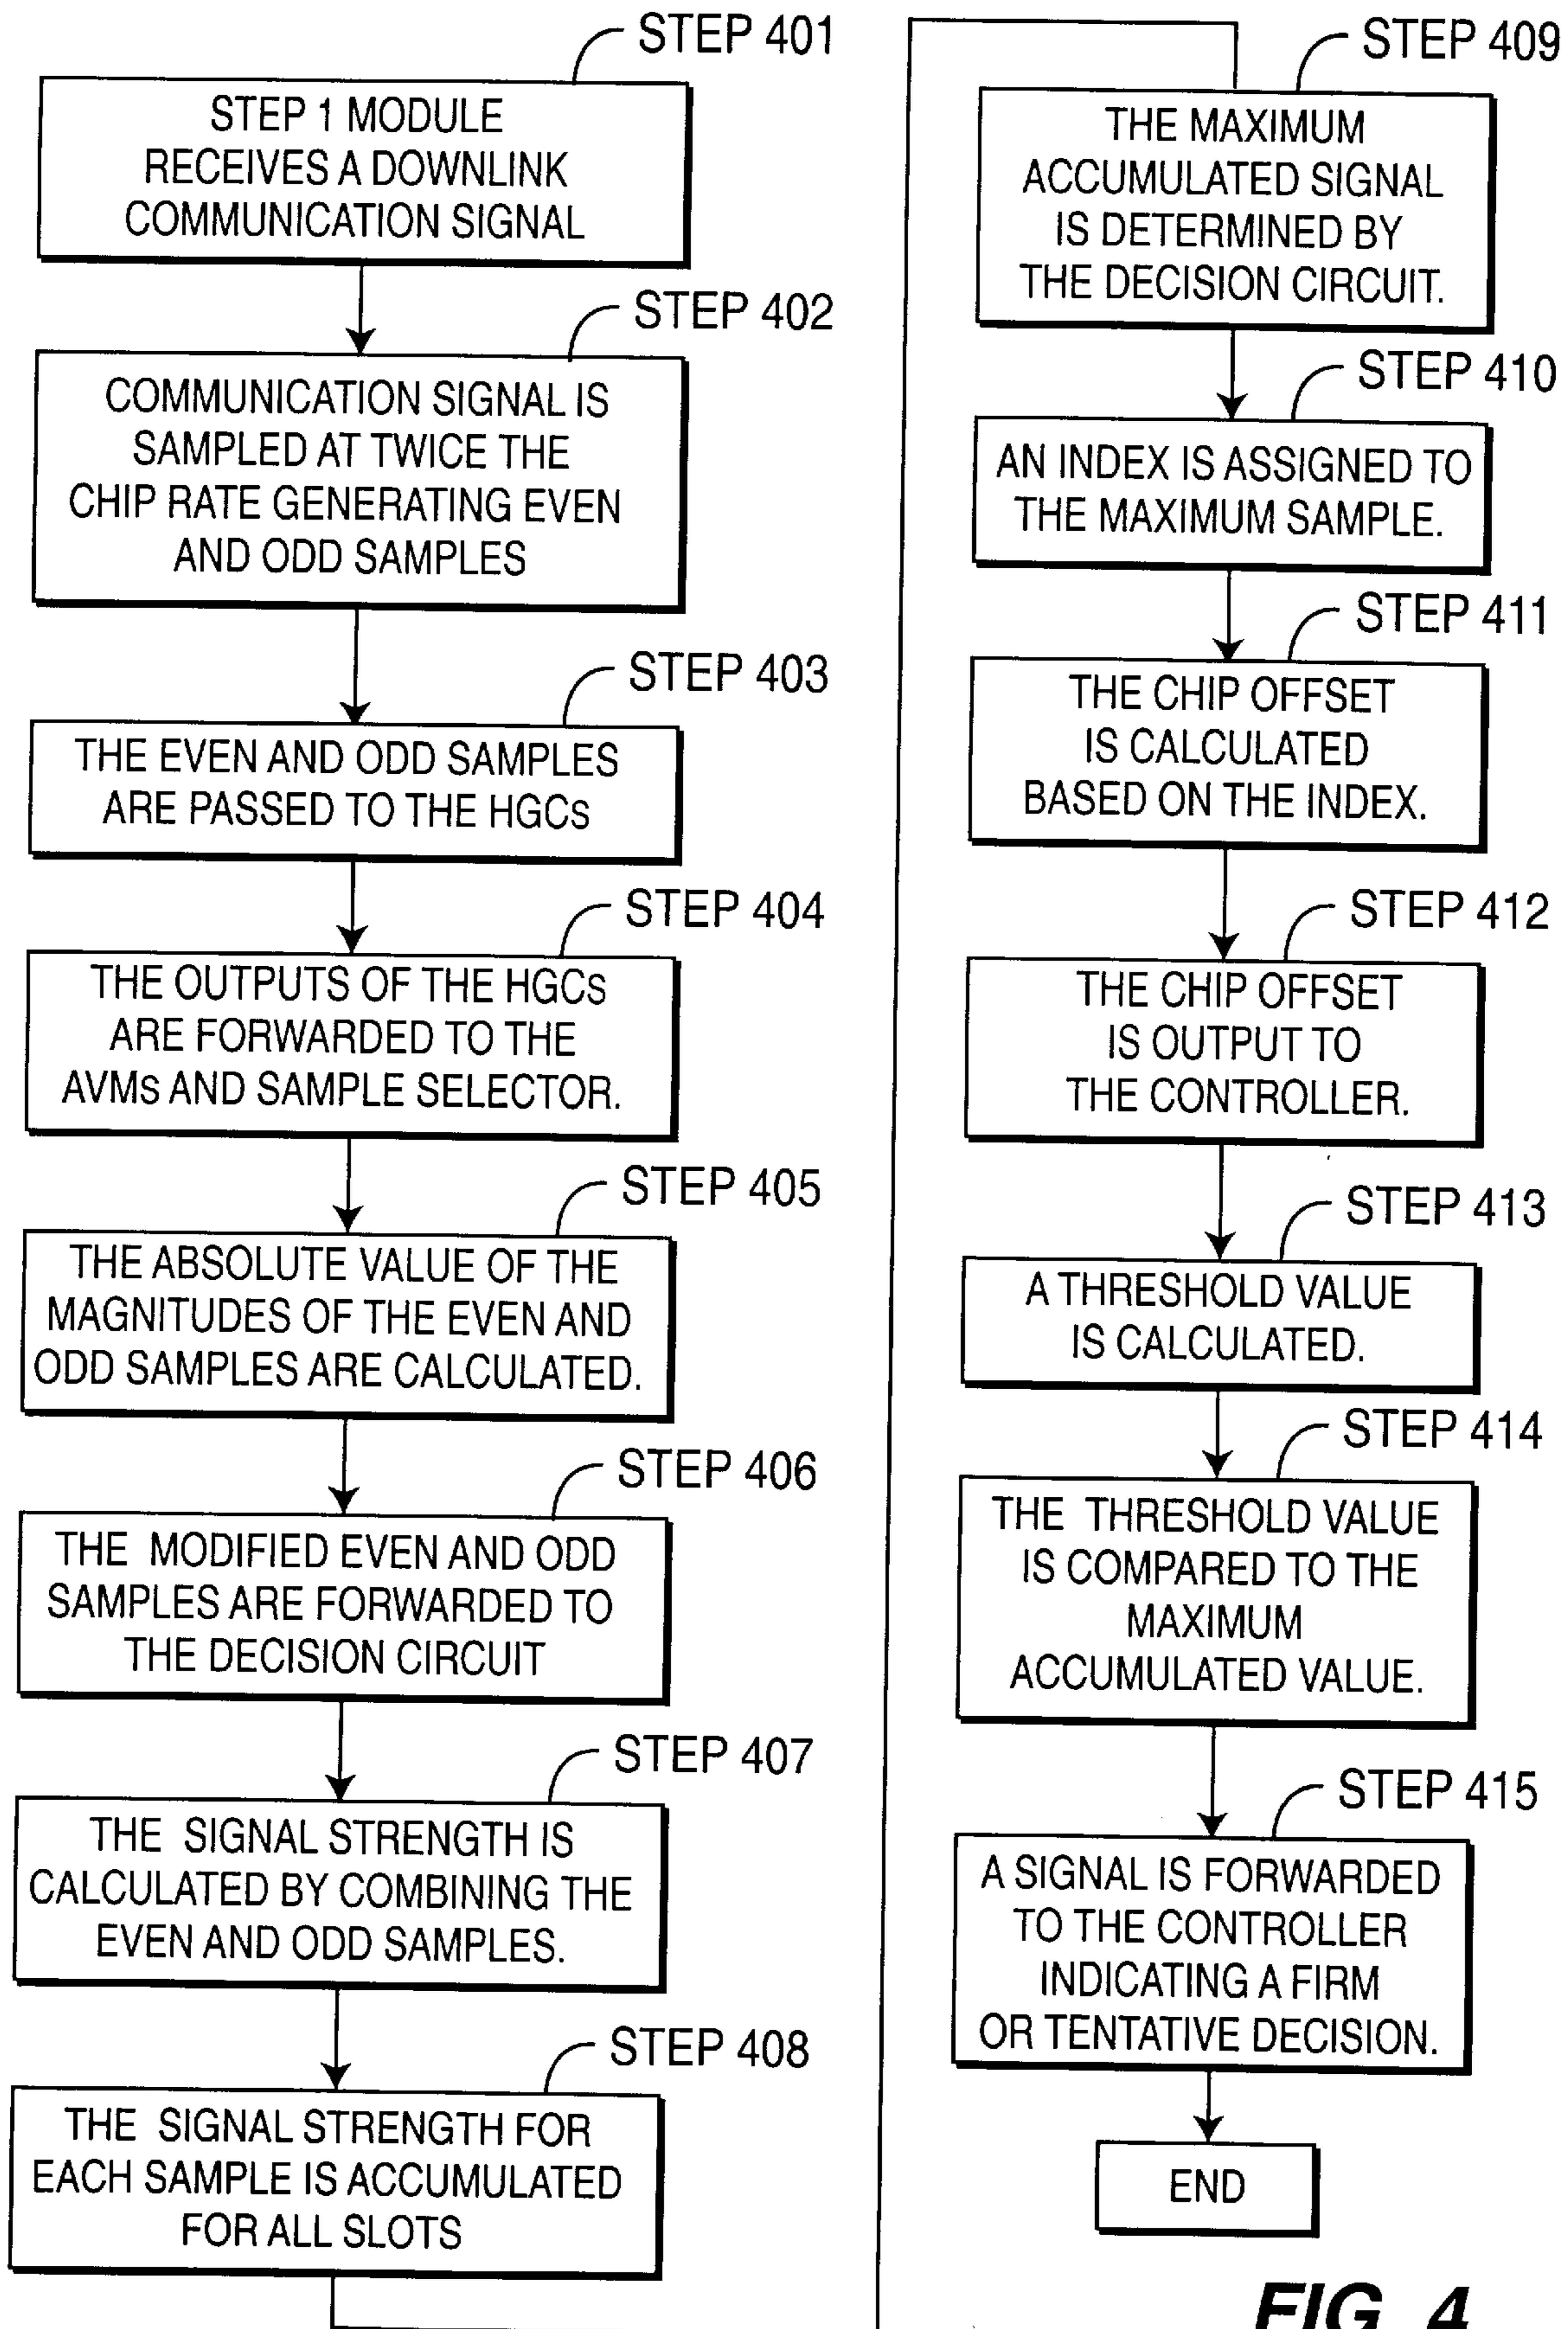 STEP 401
STEP 1 MODULE
RECEIVES A DOWNLINK
COMMUNICATION SIGNAL
STEP 402
COMMUNICATION SIGNAL IS
SAMPLED AT TWICE THE
CHIP RATE GENERATING EVEN
AND ODD SAMPLES
STEP 403
THE EVEN AND ODD SAMPLES
ARE PASSED TO THE HGCs
STEP 404
THE OUTPUTS OF THE HGCs
ARE FORWARDED TO THE
AVMs AND SAMPLE SELECTOR.
STEP 405
THE ABSOLUTE VALUE OF THE
MAGNITUDES OF THE EVEN AND
ODD SAMPLES ARE CALCULATED.
STEP 406
THE MODIFIED EVEN AND ODD
SAMPLES ARE FORWARDED TO
THE DECISION CIRCUIT
STEP 407
THE SIGNAL STRENGTH IS
CALCULATED BY COMBINING THE
EVEN AND ODD SAMPLES.
STEP 408
THE SIGNAL STRENGTH FOR
EACH SAMPLE IS ACCUMULATED
FOR ALL SLOTS
STEP 409
THE MAXIMUM
ACCUMULATED SIGNAL
IS DETERMINED BY
THE DECISION CIRCUIT.
STEP 410
AN INDEX IS ASSIGNED TO
THE MAXIMUM SAMPLE.
STEP 411
THE CHIP OFFSET
IS CALCULATED
BASED ON THE INDEX.
STEP 412
THE CHIP OFFSET
IS OUTPUT TO
THE CONTROLLER.
STEP 413
A THRESHOLD VALUE
IS CALCULATED.
STEP 414
THE THRESHOLD VALUE
IS COMPARED TO THE
MAXIMUM
ACCUMULATED VALUE.
STEP 415
A SIGNAL IS FORWARDED
TO THE CONTROLLER
INDICATING A FIRM
OR TENTATIVE DECISION.
END
FIG. 4